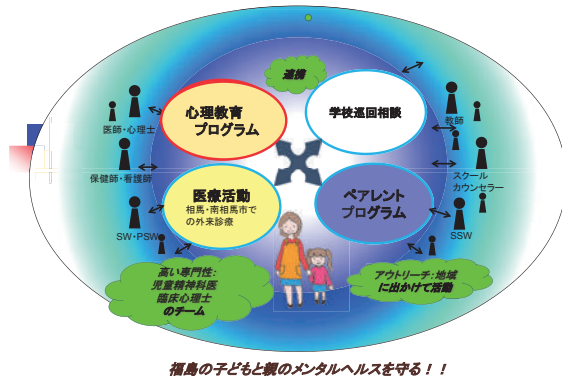 連携
心理教育
プログラム
学校巡回相談
医師・心理士
教師
保健師・看護師
スクール
カウンセラー
医療活動
相馬・南相馬市で
の外来診療
ペアレント
プログラム
SW・PSW
SSW
高い専門性:
児童精神科医
臨床心理士
のチーム
アウトリーチ:地域
に出かけて活動
福島の子どもと親のメンタルヘルスを守る!!